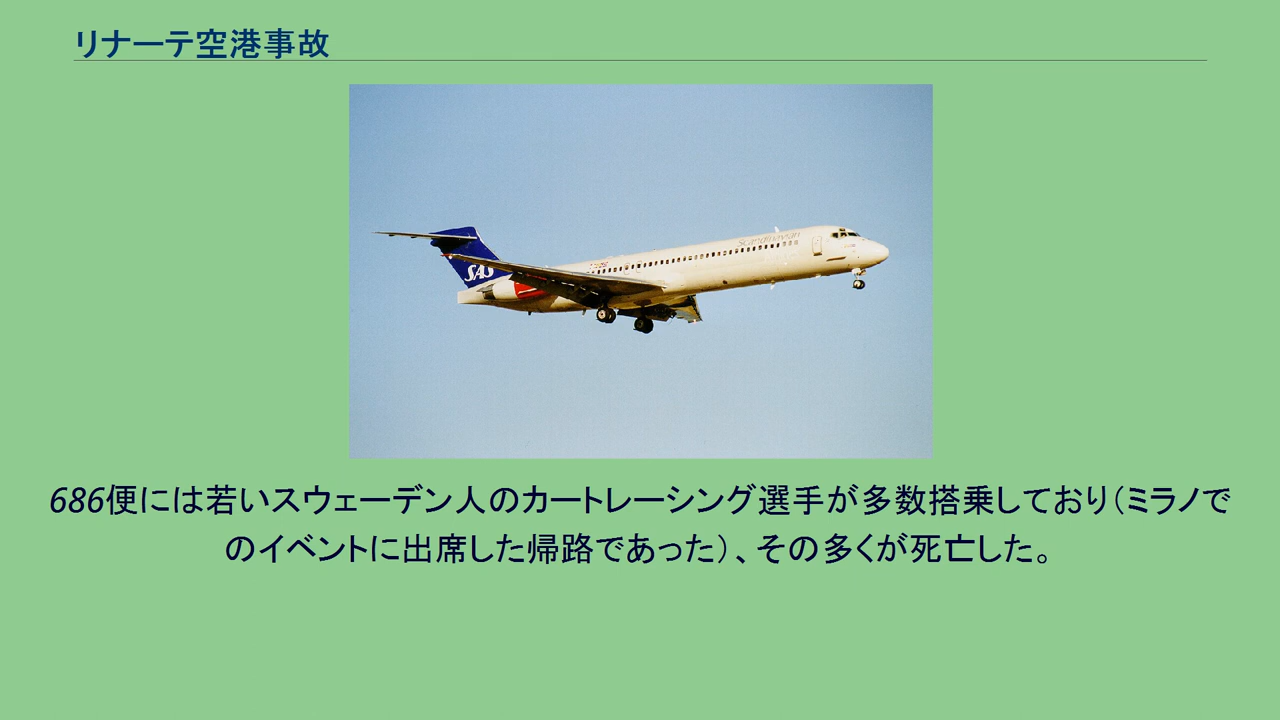 リナーテ空港事故
Scandinavian
SAS
686便には若いスウェーデン人のカートレーシング選手が多数搭乗しており（ミラノで
のイベントに出席した帰路であった）、その多くが死亡した。